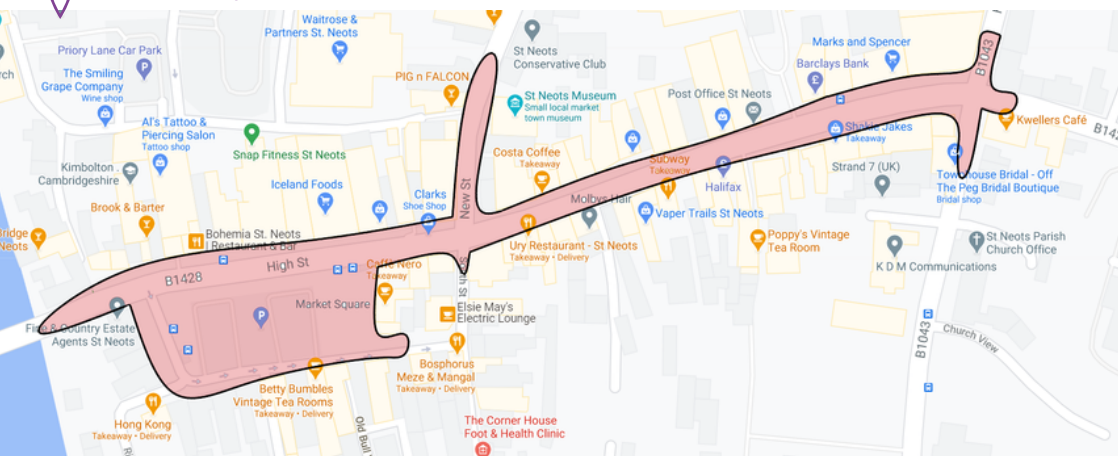 Waitrose &
Partners St. Neots
St Neots
Conservative Club
B1043
Priory Lane Car Park
The Smiling
Grape Company
Wine shop
PIG n FALCON
Marks and Spencer
Barclays Bank
St Neots Museum
Small local market
town museum
Post Office St Neots
Kwellers Café
Al's Tattoo &
Piercing Salon
Tattoo shop
Snap Fitness St Neots
Shakie Jakes
Takeaway
Costa Coffee
Takeaway
Subway
Takeaway
Strand 7 (UK)
Kimbolton
Cambridgeshire
Iceland Foods
Clarks
Shoe Shop
New St
Halifax
Townhouse Bridal - Off
The Peg Bridal Boutique
Bridal shop
Molbys Hair
Brook & Barter
Vaper Trails St Neots
Bohemia St. Neots
| Restaurant & Bar
Ury Restaurant - St Neots
Takeaway • Delivery
Poppy's Vintage
Tea Room
St Neots Parish
Church Office
K D M Communications
High St
B1428
Caffè Nero
Takeaway
Market Square
Elsie May's
Electric Lounge
Fine & Country Estate
Agents St Neots
B1043
Church View
Bosphorus
Meze & Mangal
Takeaway • Delivery
Betty Bumbles
Vintage Tea Rooms
Takeaway • Delivery
Hong Kong
Takeaway • Delivery
Old Bull
The Corner House
Foot & Health Clinic